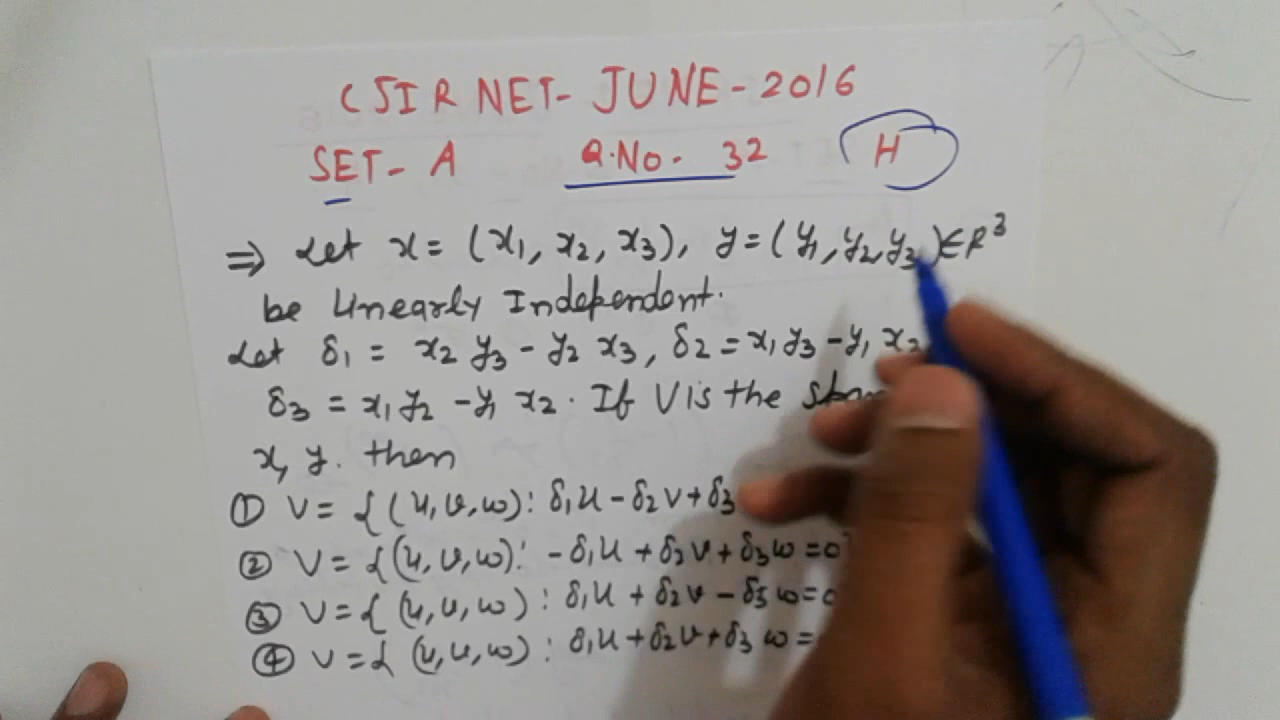 CSIR NET- JUNE-2016
SET- A Q.No. 32 H
⇒ Let x = (x₁, x₂, x₃), y = (y₁, y₂, y₃) ∈ R³
be linearly Independent.
Let δ₁ = x₂ y₃ - y₂ x₃, δ₂ = x₁ y₃ - y₁
δ₃ = x₁ y₂ - y₁ x₂. If V is the
x, y. then
① V = {(u, v, w): δ₁u - δ₂v + δ₃
② V = {(u, v, w): -δ₁u + δ₂v + δ₃w = 0
③ V = {(u, v, w): δ₁u + δ₂v - δ₃w = 0
④ V = {(u, v, w): δ₁u + δ₂v + δ₃w =